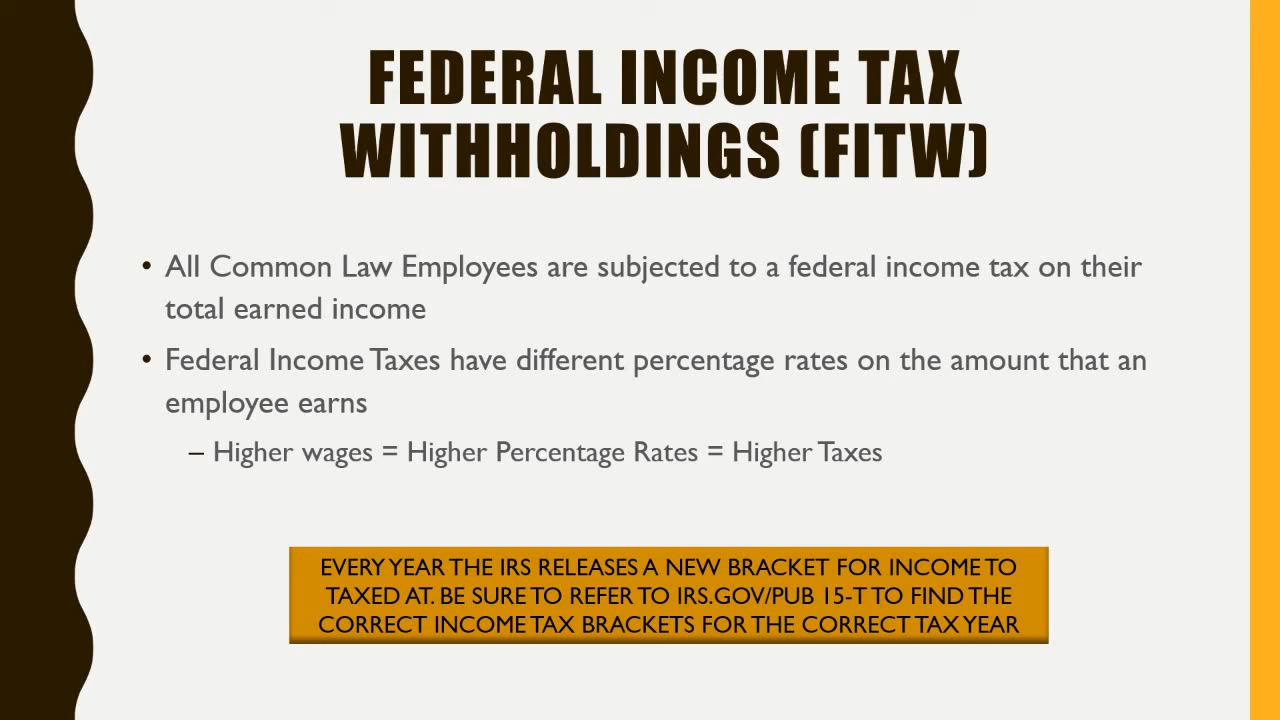 FEDERAL INCOME TAX
WITHHOLDINGS (FITW)
• All Common Law Employees are subjected to a federal income tax on their
total earned income
• Federal Income Taxes have different percentage rates on the amount that an
employee earns
– Higher wages = Higher Percentage Rates = Higher Taxes
EVERY YEAR THE IRS RELEASES A NEW BRACKET FOR INCOME TO
TAXED AT. BE SURE TO REFER TO IRS.GOV/PUB 15-T TO FIND THE
CORRECT INCOME TAX BRACKETS FOR THE CORRECT TAX YEAR